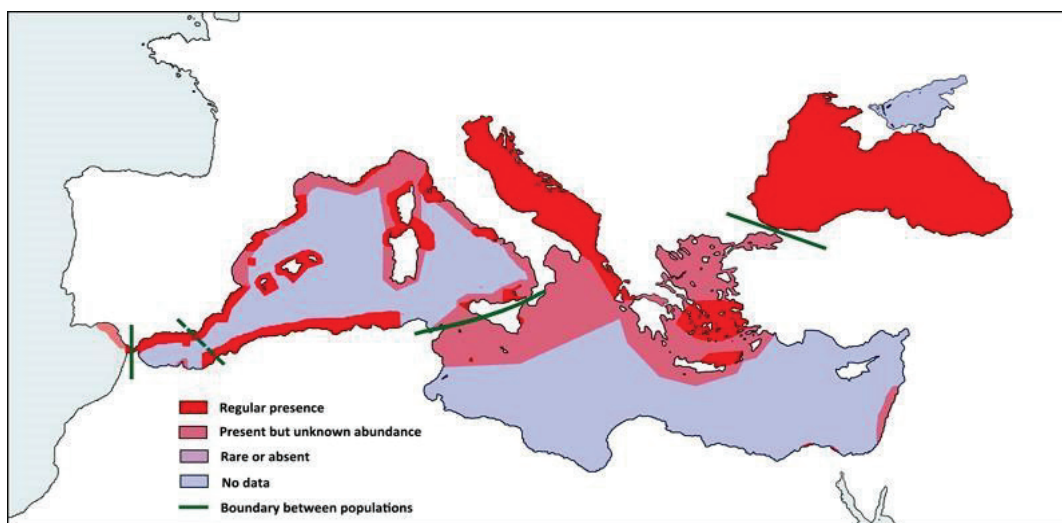 Regular presence
Present but unknown abundance
Rare or absent
No data
Boundary between populations